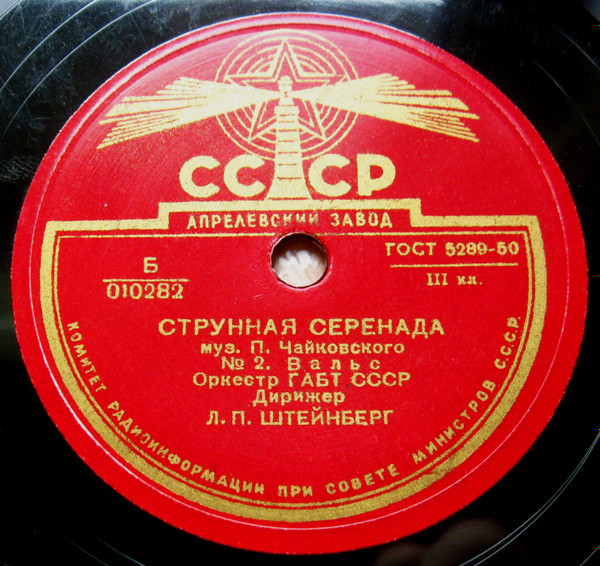 СССР
АПРЕЛЕВСКИЙ ЗАВОД
Б
010282
ГОСТ 5289-50
III кл.
СТРУННАЯ СЕРЕНАДА
муз. П. Чайковского
№ 2. Вальс
Оркестр ГАБТ СССР
Дирижер
Л. П. ШТЕЙНБЕРГ
КОМИТЕТ РАДИОИНФОРМАЦИИ ПРИ СОВЕТЕ МИНИСТРОВ С.С.С.Р.